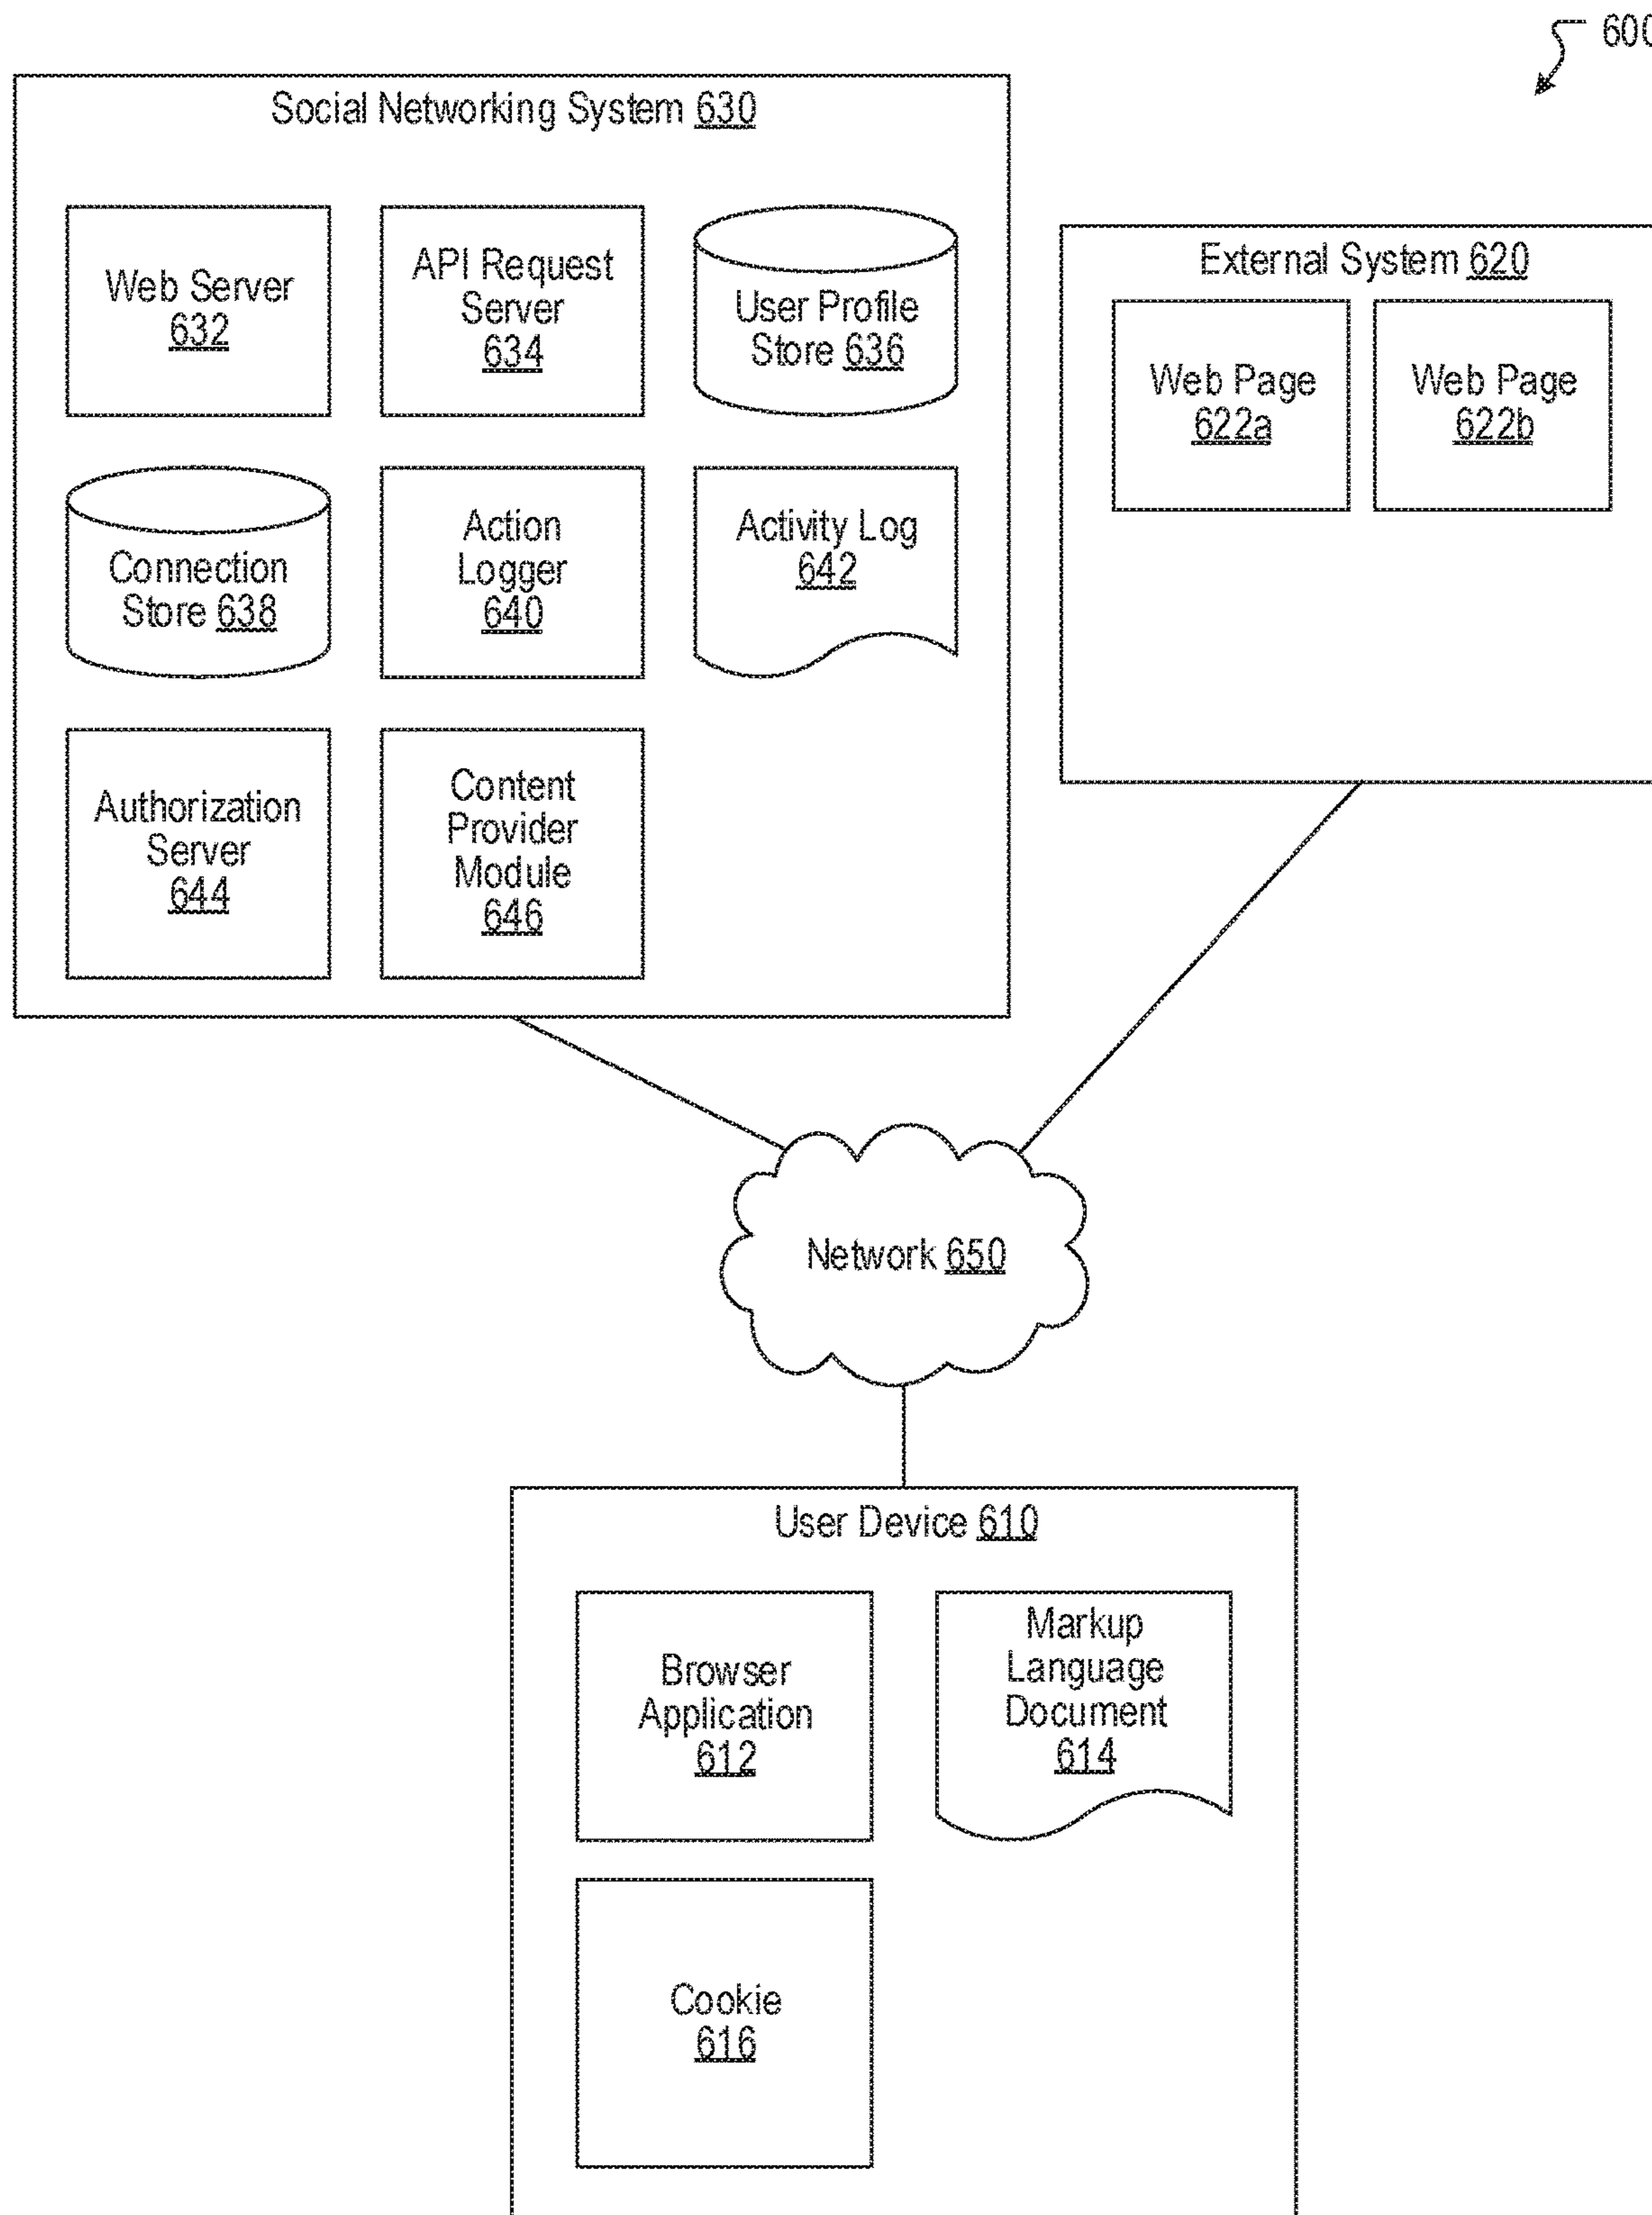 600
Social Networking System 630
Web Server
632
API Request
Server
634
User Profile
Store 636
Connection
Store 638
Action
Logger
640
Activity Log
642
Authorization
Server
644
Content
Provider
Module
646
External System 620
Web Page
622a
Web Page
622b
Network 650
User Device 610
Browser
Application
612
Markup
Language
Document
614
Cookie
616